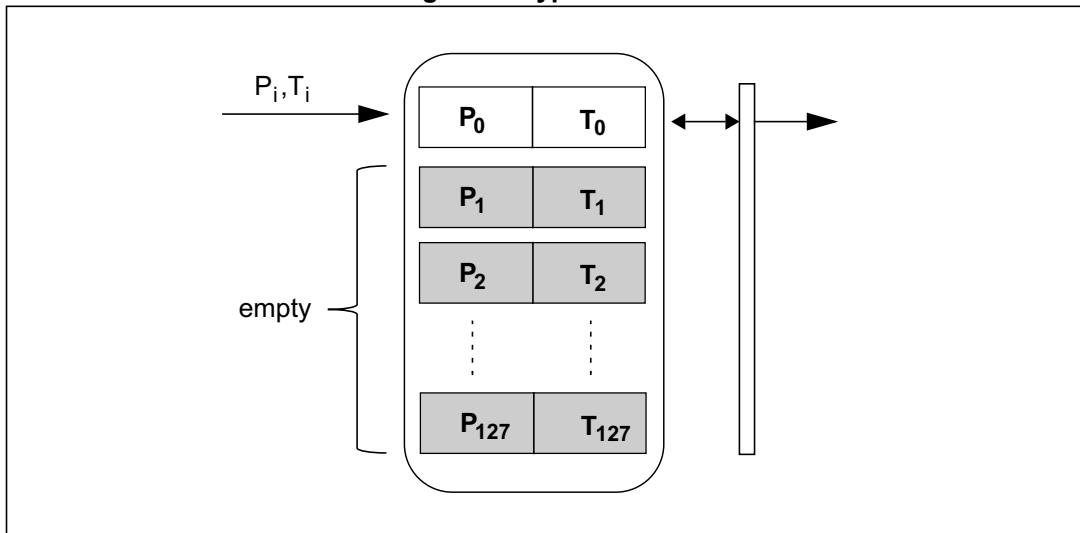 Pᵢ,Tᵢ
P₀ T₀
P₁ T₁
P₂ T₂
empty
P₁₂₇ T₁₂₇